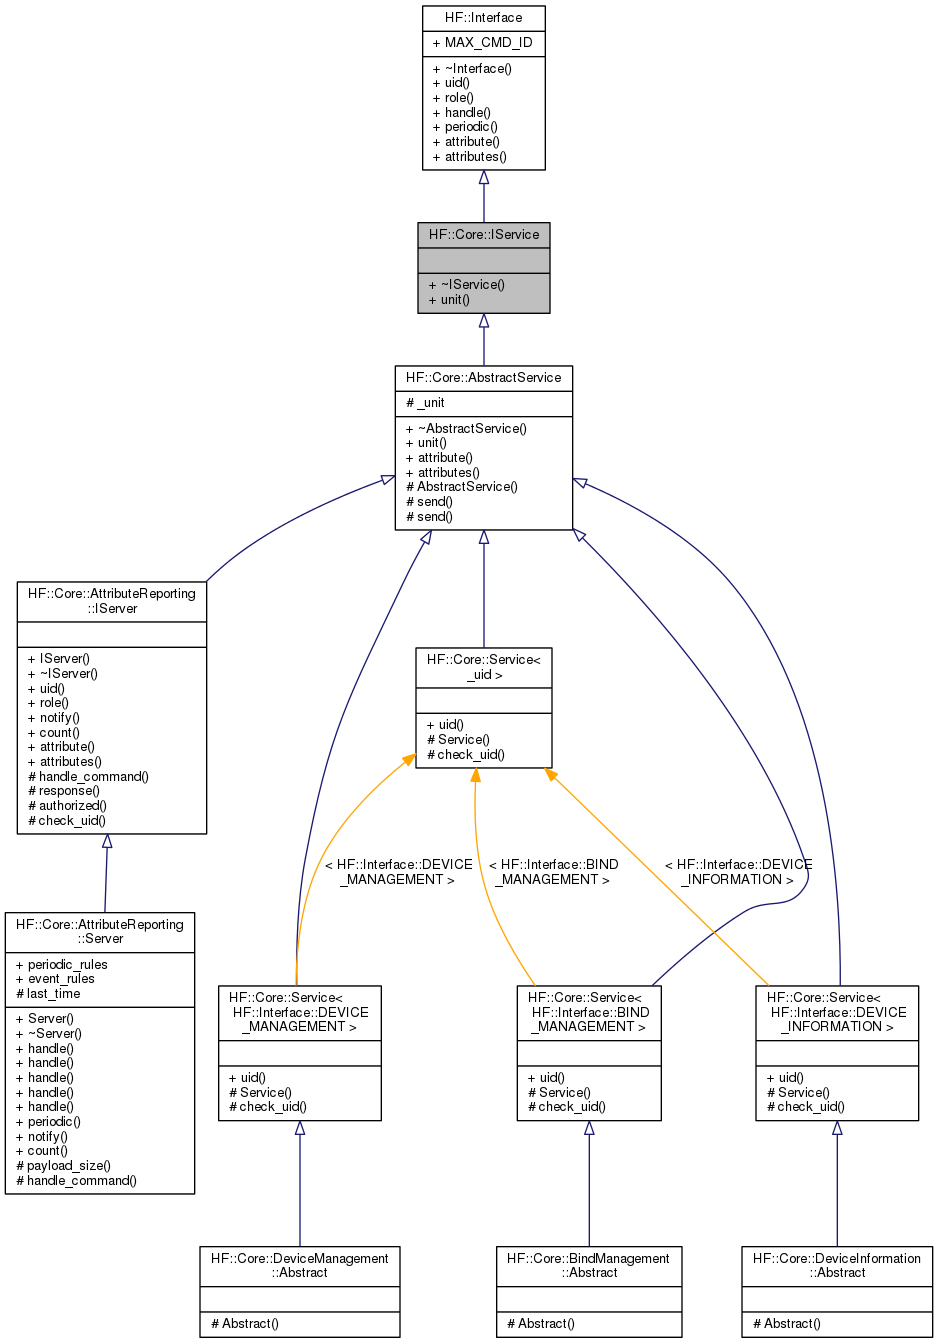 HF::Interface
+ MAX_CMD_ID
+ ~Interface()
+ uid()
+ role()
+ handle()
+ periodic()
+ attribute()
+ attributes()
HF::Core::IService
+ ~IService()
+ unit()
HF::Core::AbstractService
# _unit
+ ~AbstractService()
+ unit()
+ attribute()
+ attributes()
# AbstractService()
# send()
# send()
HF::Core::AttributeReporting
::IServer
+ IServer()
+ ~IServer()
+ uid()
+ role()
+ notify()
+ count()
+ attribute()
+ attributes()
# handle_command()
# response()
# authorized()
# check_uid()
HF::Core::Service<
_uid >
+ uid()
# Service()
# check_uid()
< HF::Interface::DEVICE
_MANAGEMENT >
< HF::Interface::BIND
_MANAGEMENT >
< HF::Interface::DEVICE
_INFORMATION >
HF::Core::AttributeReporting
::Server
+ periodic_rules
+ event_rules
# last_time
+ Server()
+ ~Server()
+ handle()
+ handle()
+ handle()
+ handle()
+ handle()
+ periodic()
+ notify()
+ count()
# payload_size()
# handle_command()
HF::Core::Service<
HF::Interface::DEVICE
_MANAGEMENT >
+ uid()
# Service()
# check_uid()
HF::Core::Service<
HF::Interface::BIND
_MANAGEMENT >
+ uid()
# Service()
# check_uid()
HF::Core::Service<
HF::Interface::DEVICE
_INFORMATION >
+ uid()
# Service()
# check_uid()
HF::Core::DeviceManagement
::Abstract
# Abstract()
HF::Core::BindManagement
::Abstract
# Abstract()
HF::Core::DeviceInformation
::Abstract
# Abstract()